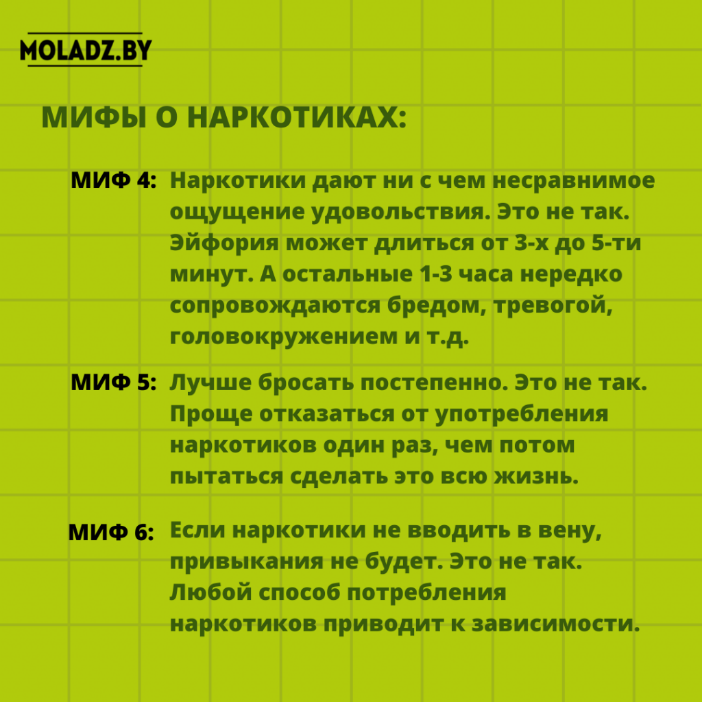 MOLADZ.BY
МИФЫ О НАРКОТИКАХ:
МИФ 4: Наркотики дают ни с чем несравнимое
ощущение удовольствия. Это не так.
Эйфория может длиться от 3-х до 5-ти
минут. А остальные 1-3 часа нередко
сопровождаются бредом, тревогой,
головокружением и т.д.
МИФ 5: Лучше бросать постепенно. Это не так.
Проще отказаться от употребления
наркотиков один раз, чем потом
пытаться сделать это всю жизнь.
МИФ 6: Если наркотики не вводить в вену,
привыкания не будет. Это не так.
Любой способ потребления
наркотиков приводит к зависимости.